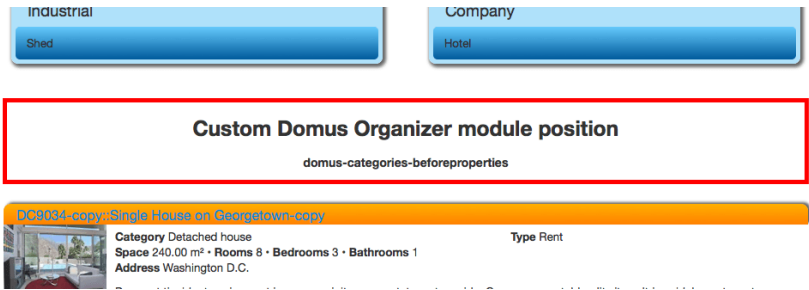 Industrial
Company
Shed
Hotel
Custom Domus Organizer module position
domus-categories-beforeproperties
DC9034-copy::Single House on Georgetown-copy
Category Detached house
Type Rent
Space 240.00 m² • Rooms 8 • Bedrooms 3 • Bathrooms 1
Address Washington D.C.